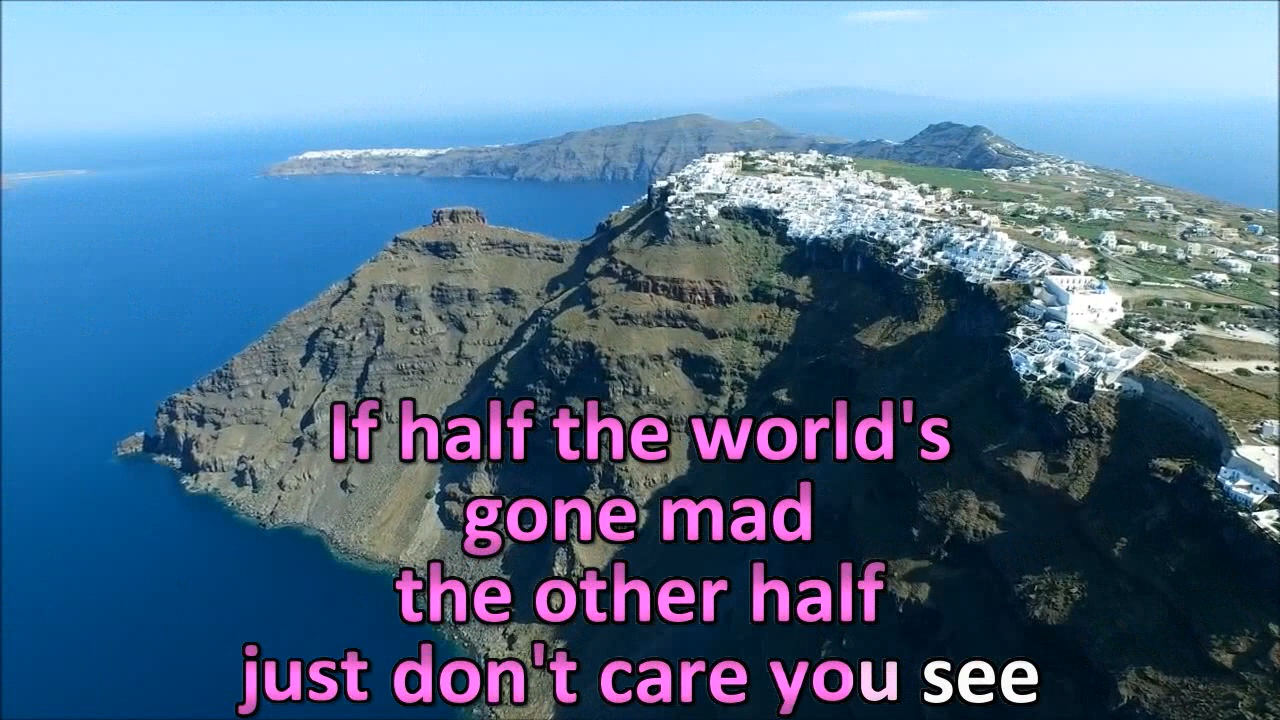 If half the world's
gone mad
the other half
just don't care you see